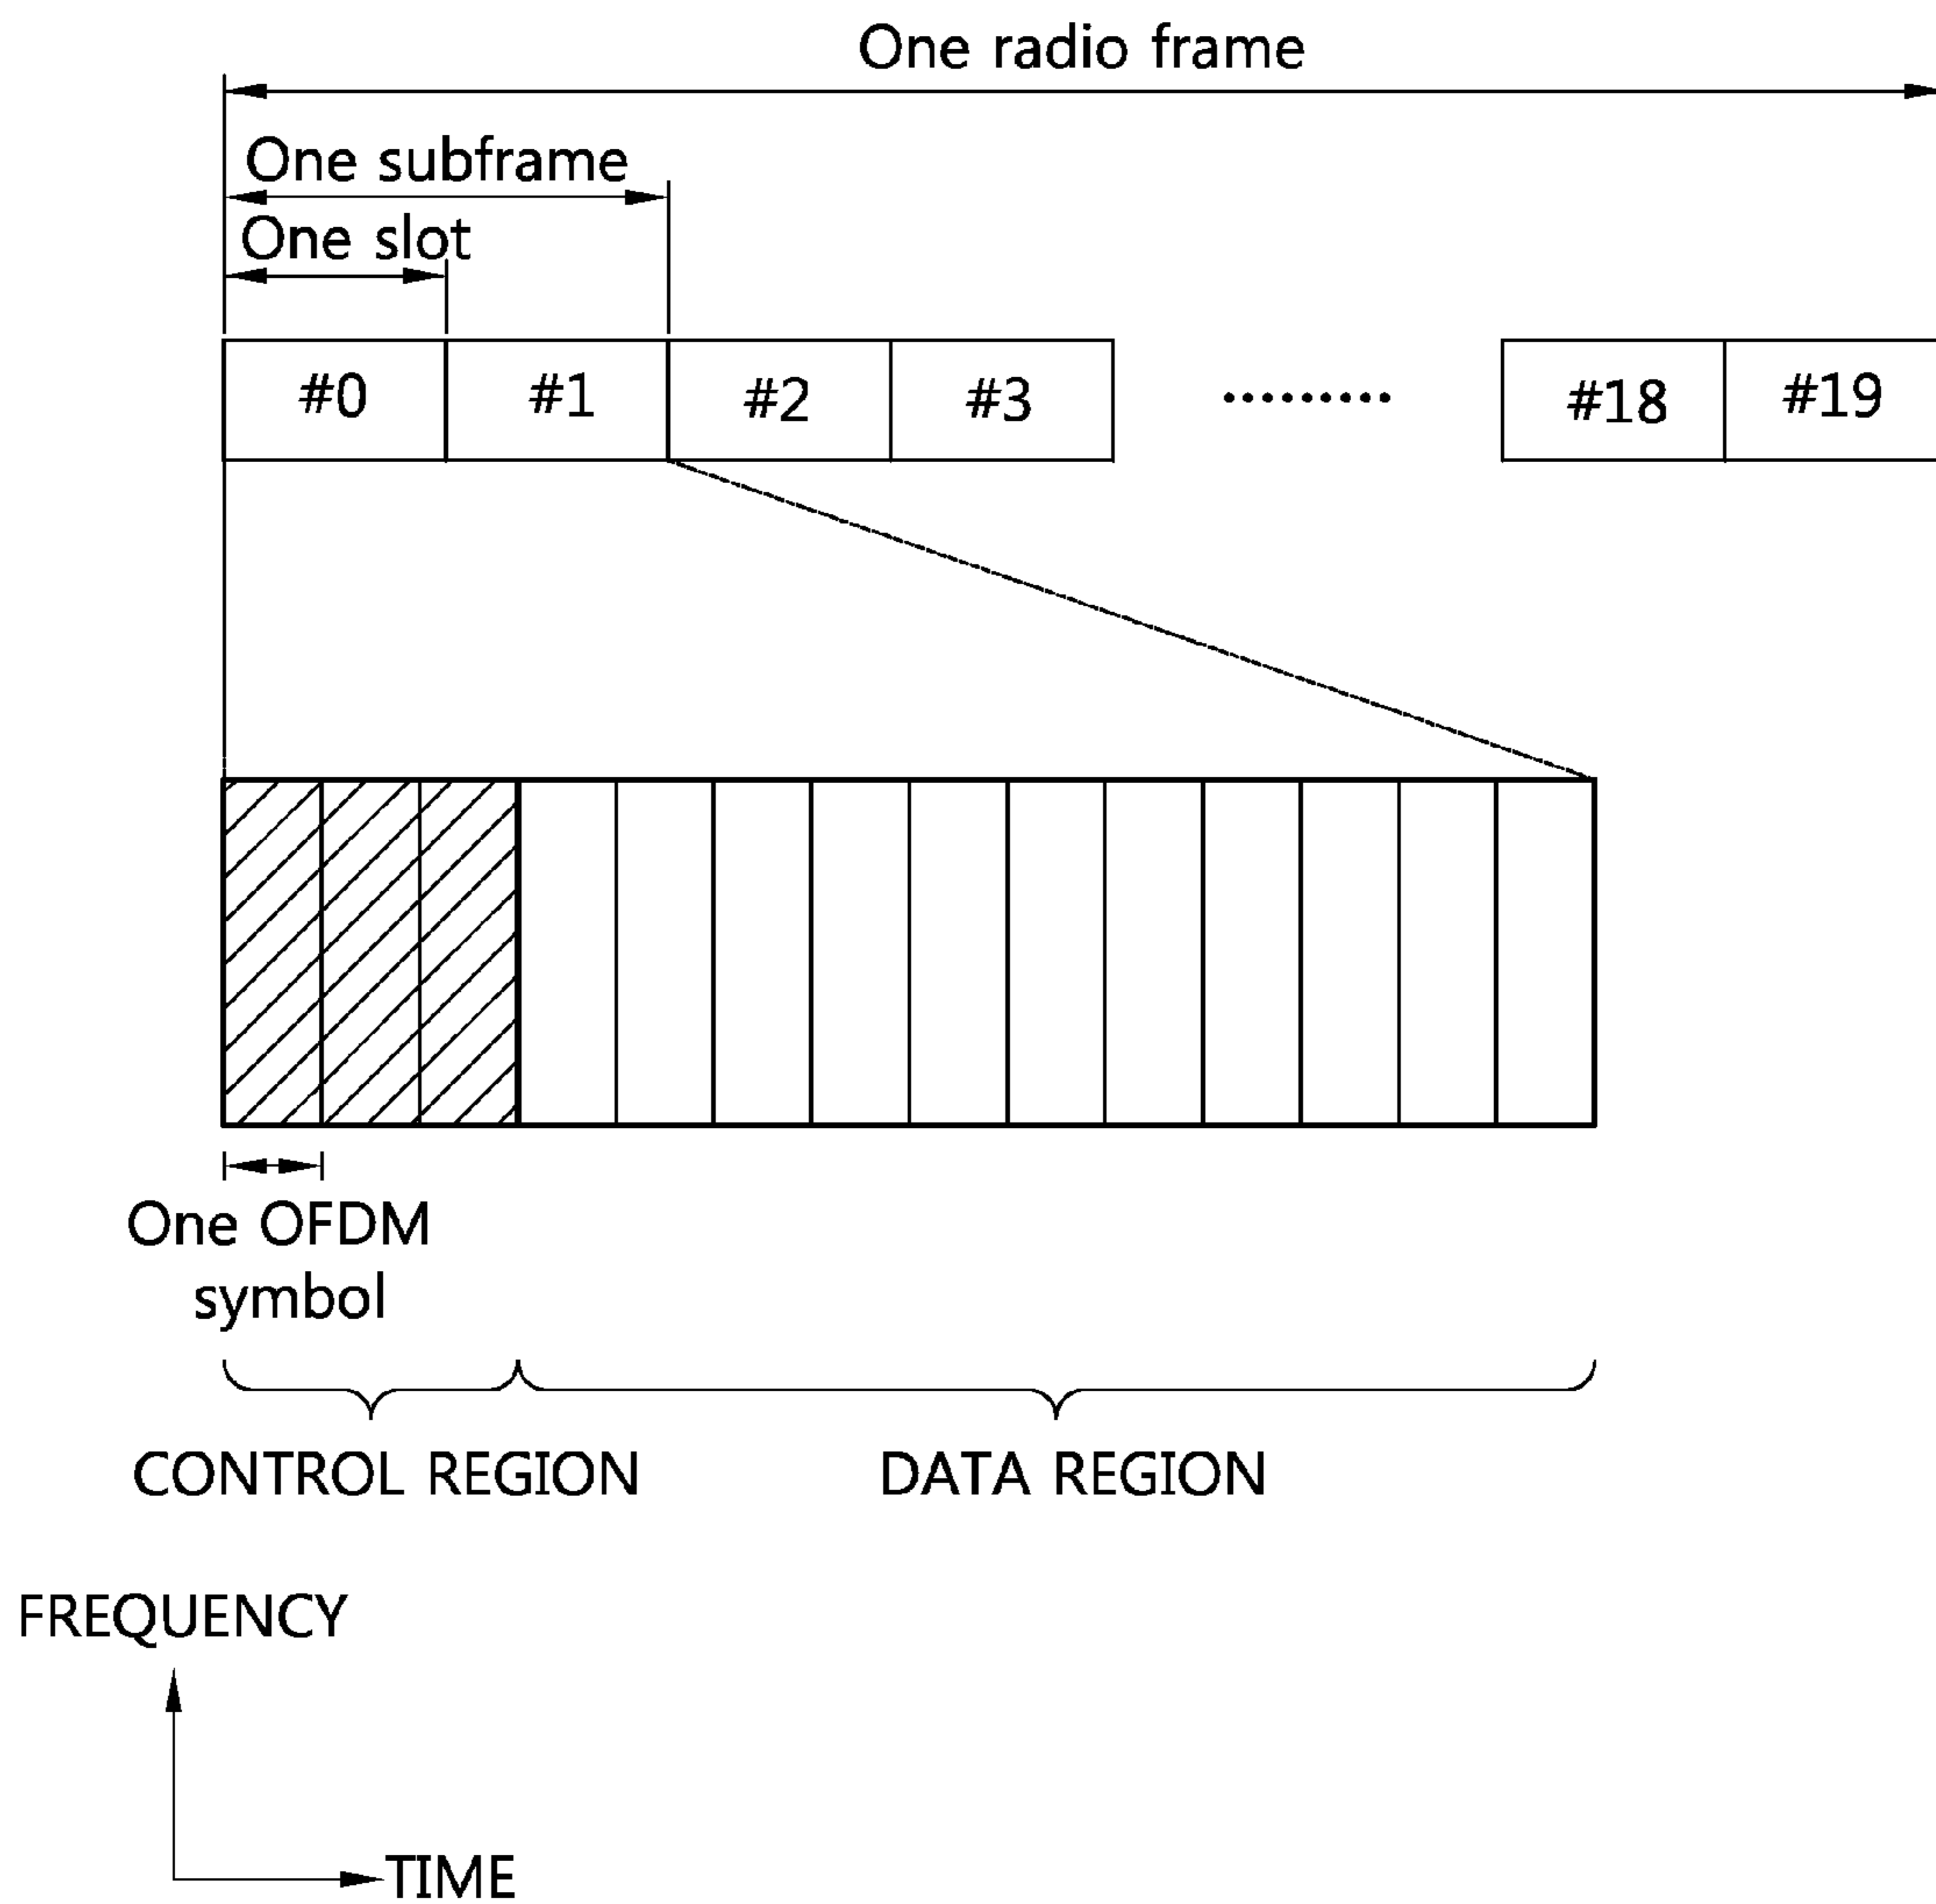 One radio frame
One subframe
One slot
#0 #1 #2 #3 ......... #18 #19
One OFDM
symbol
CONTROL REGION DATA REGION
FREQUENCY
TIME